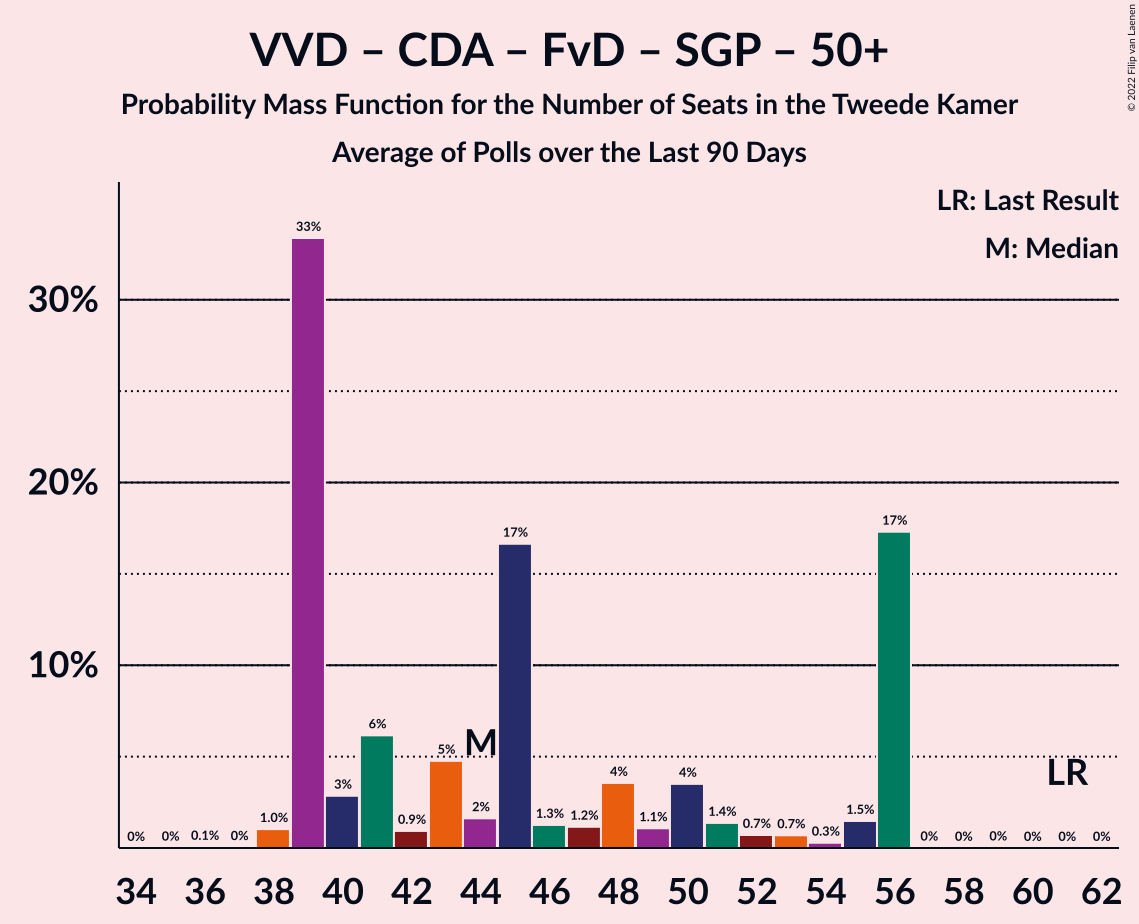 VVD – CDA – FvD – SGP – 50+
Probability Mass Function for the Number of Seats in the Tweede Kamer
Average of Polls over the Last 90 Days
© 2022 Filip van Laenen
LR: Last Result
M: Median
30%
20%
10%
0% 0% 0.1% 0% 1.0% 33% 3% 6% 0.9% 5% 2% 17% 1.3% 1.2% 4% 1.1% 4% 1.4% 0.7% 0.7% 0.3% 1.5% 17% 0% 0% 0% 0% 0% 0%
M
LR
34 36 38 40 42 44 46 48 50 52 54 56 58 60 62